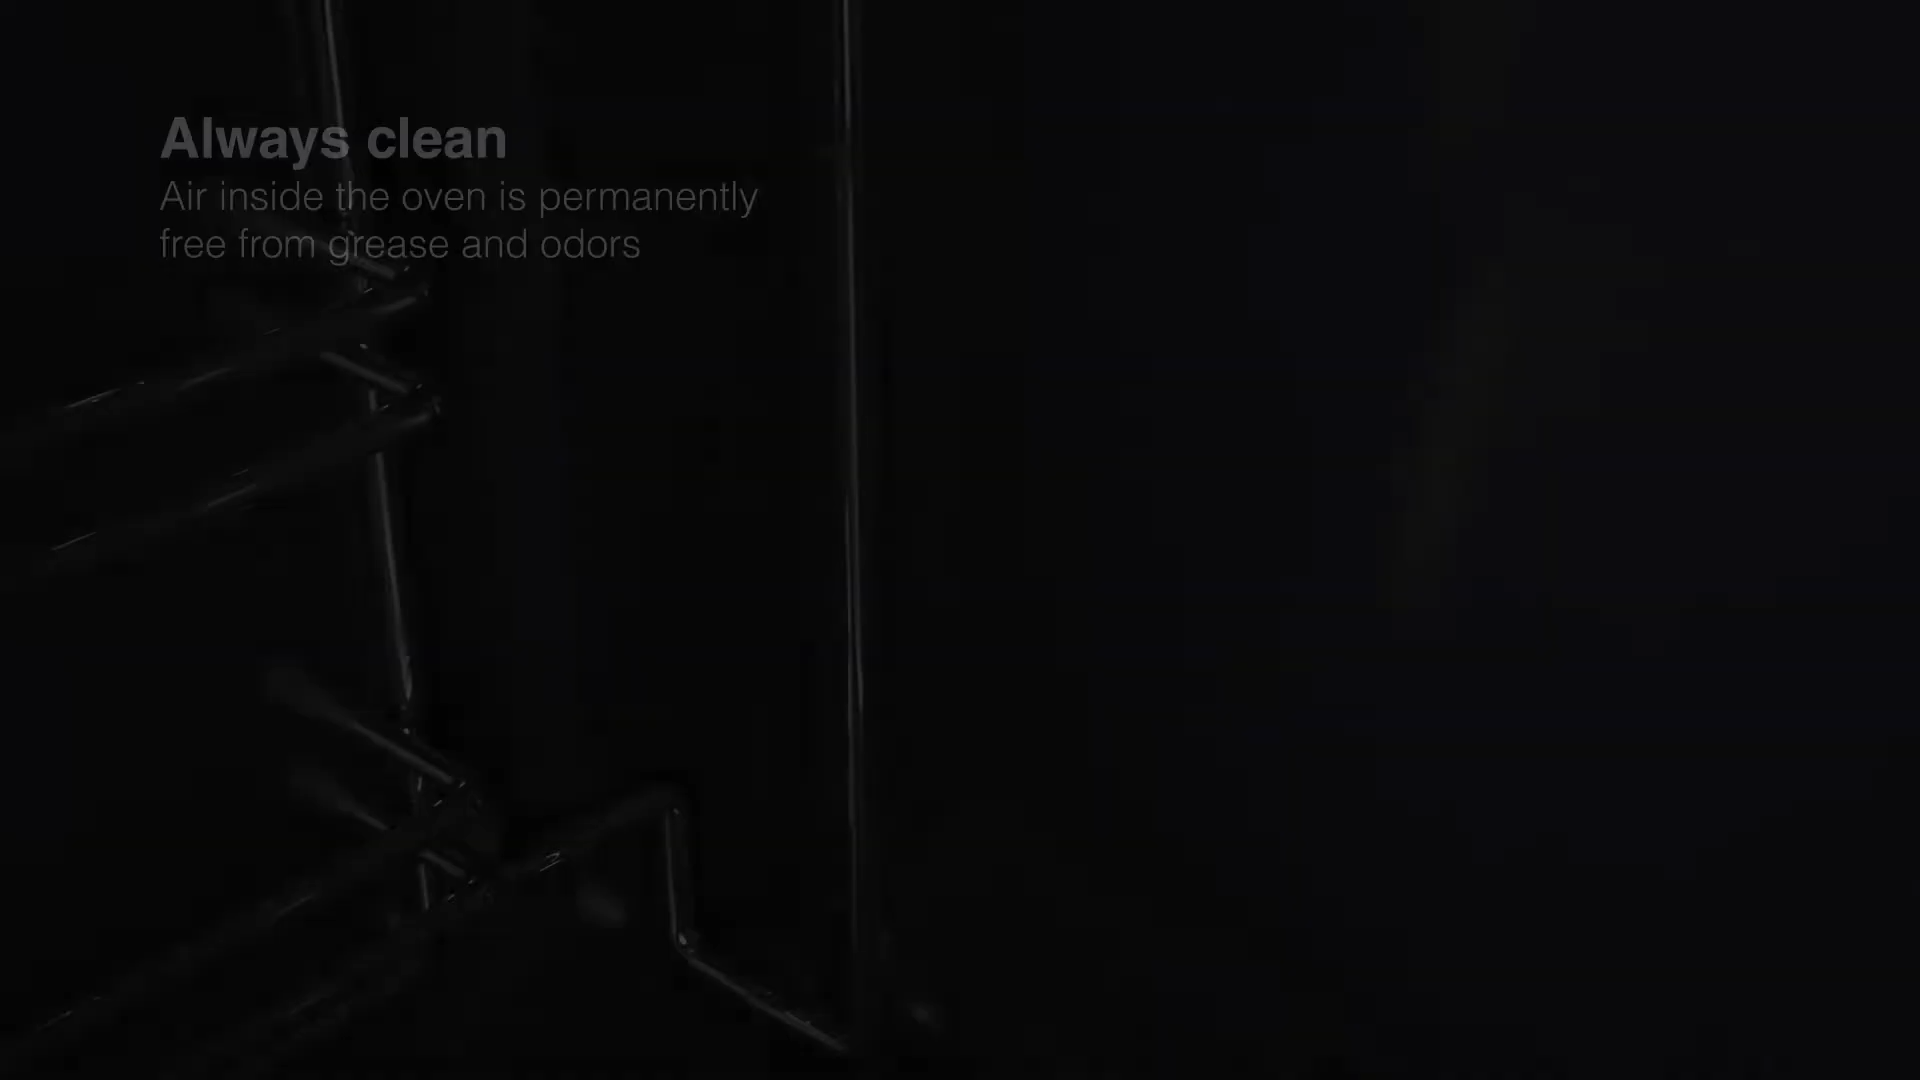 Always clean
Air inside the oven is permanently
free from grease and odors